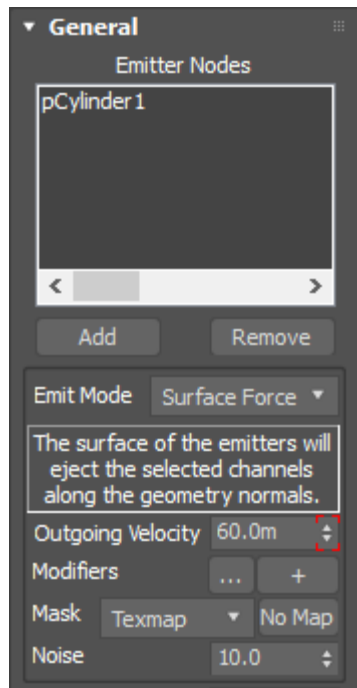 General
Emitter Nodes
pCylinder1
Add Remove
Emit Mode Surface Force
The surface of the emitters will
eject the selected channels
along the geometry normals.
Outgoing Velocity 60.0m
Modifiers ... +
Mask Texmap No Map
Noise 10.0